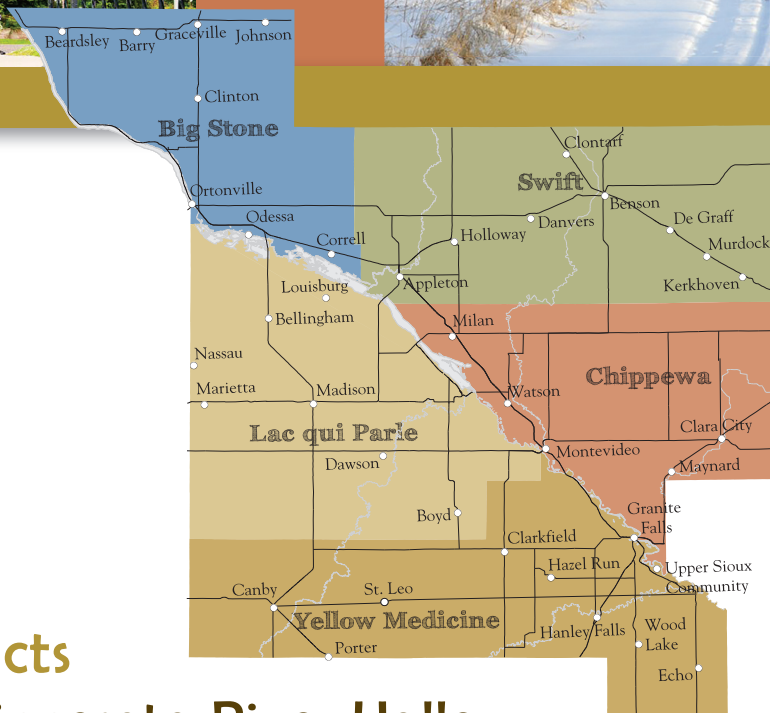 Beardsley
Barry
Graceville
Johnson
Clinton
Big Stone
Clontarf
Swift
Ortonville
Benson
Odessa
Danvers
De Graff
Holloway
Correll
Murdock
Appleton
Kerkhoven
Louisburg
Bellingham
Milan
Nassau
Chippewa
Marietta
Madison
Watson
Clara City
Lac qui Parle
Montevideo
Dawson
Maynard
Boyd
Granite
Falls
Clarkfield
Hazel Run
Upper Sioux
Community
Canby
St. Leo
Yellow Medicine
Hanley Falls
Wood
Lake
Porter
Echo
cts